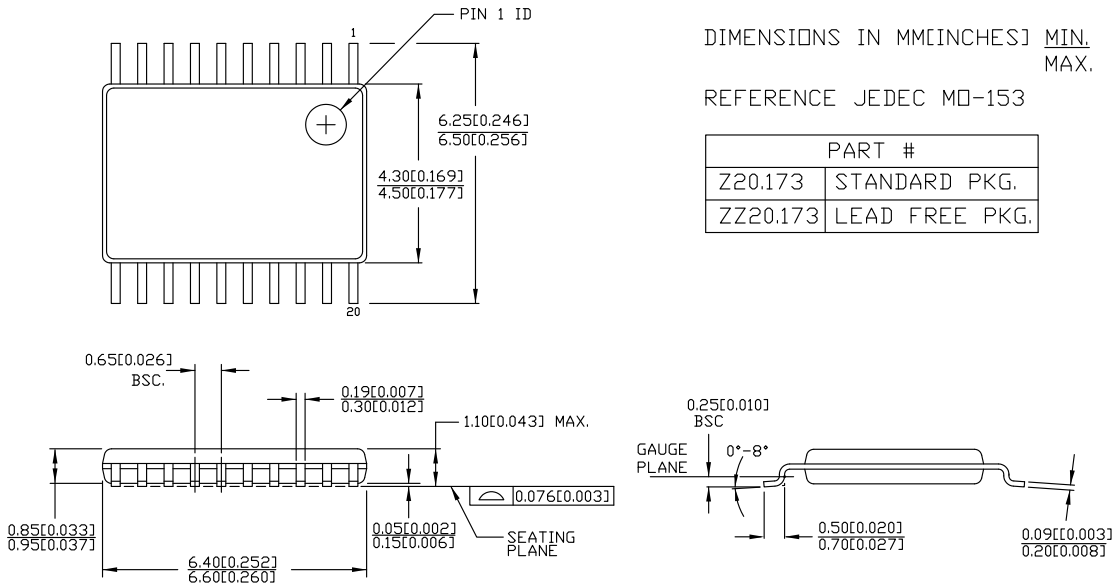 PIN 1 ID
1
DIMENSIONS IN MM[INCHES] MIN.
MAX.
REFERENCE JEDEC MO-153
6.25[0.246]
6.50[0.256]
4.30[0.169]
4.50[0.177]
PART #
Z20.173 STANDARD PKG.
ZZ20.173 LEAD FREE PKG.
20
0.65[0.026]
BSC.
0.19[0.007]
0.30[0.012]
1.10[0.043] MAX.
0.076[0.003]
0.85[0.033]
0.95[0.037]
0.05[0.002]
0.15[0.006]
SEATING
PLANE
6.40[0.252]
6.60[0.260]
0.25[0.010]
BSC
GAUGE
PLANE
0°-8°
0.50[0.020]
0.70[0.027]
0.09[[0.003]
0.20[0.008]